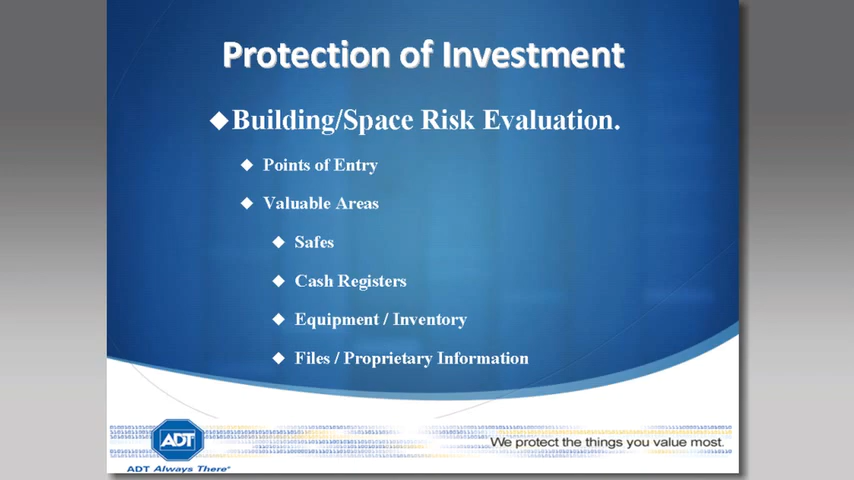 Protection of Investment
Building/Space Risk Evaluation.
Points of Entry
Valuable Areas
Safes
Cash Registers
Equipment / Inventory
Files / Proprietary Information
ADT
We protect the things you value most.
ADT Always There®